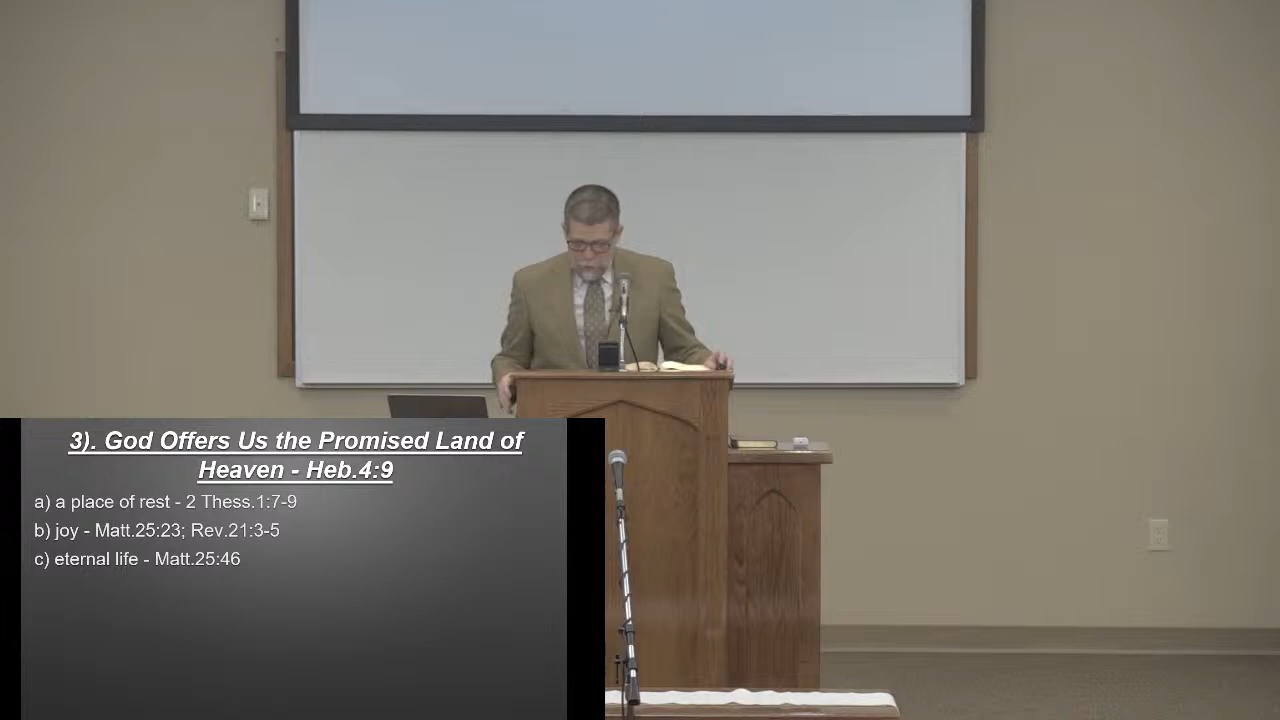 3). God Offers Us the Promised Land of
Heaven - Heb.4:9
a) a place of rest - 2 Thess.1:7-9
b) joy - Matt.25:23; Rev.21:3-5
c) eternal life - Matt.25:46